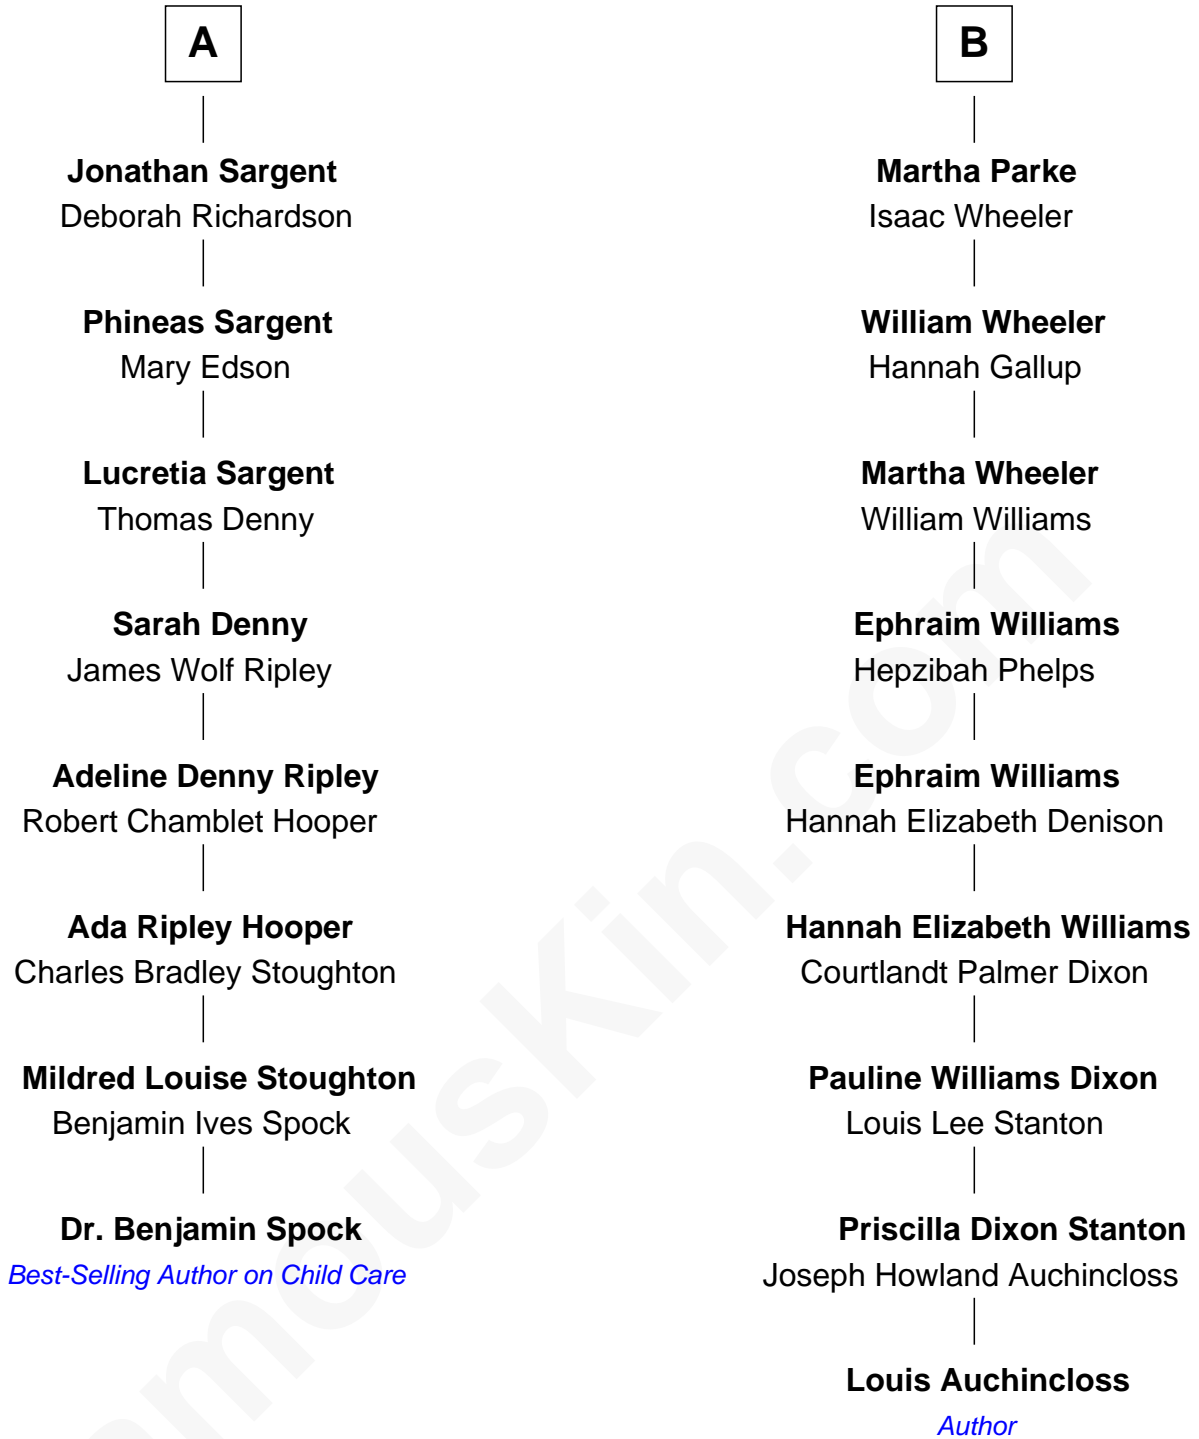 A
Jonathan Sargent
Deborah Richardson
Phineas Sargent
Mary Edson
Lucretia Sargent
Thomas Denny
Sarah Denny
James Wolf Ripley
Adeline Denny Ripley
Robert Chamblet Hooper
Ada Ripley Hooper
Charles Bradley Stoughton
Mildred Louise Stoughton
Benjamin Ives Spock
Dr. Benjamin Spock
Best-Selling Author on Child Care
B
Martha Parke
Isaac Wheeler
William Wheeler
Hannah Gallup
Martha Wheeler
William Williams
Ephraim Williams
Hepzibah Phelps
Ephraim Williams
Hannah Elizabeth Denison
Hannah Elizabeth Williams
Courtlandt Palmer Dixon
Pauline Williams Dixon
Louis Lee Stanton
Priscilla Dixon Stanton
Joseph Howland Auchincloss
Louis Auchincloss
Author
amousKin.com